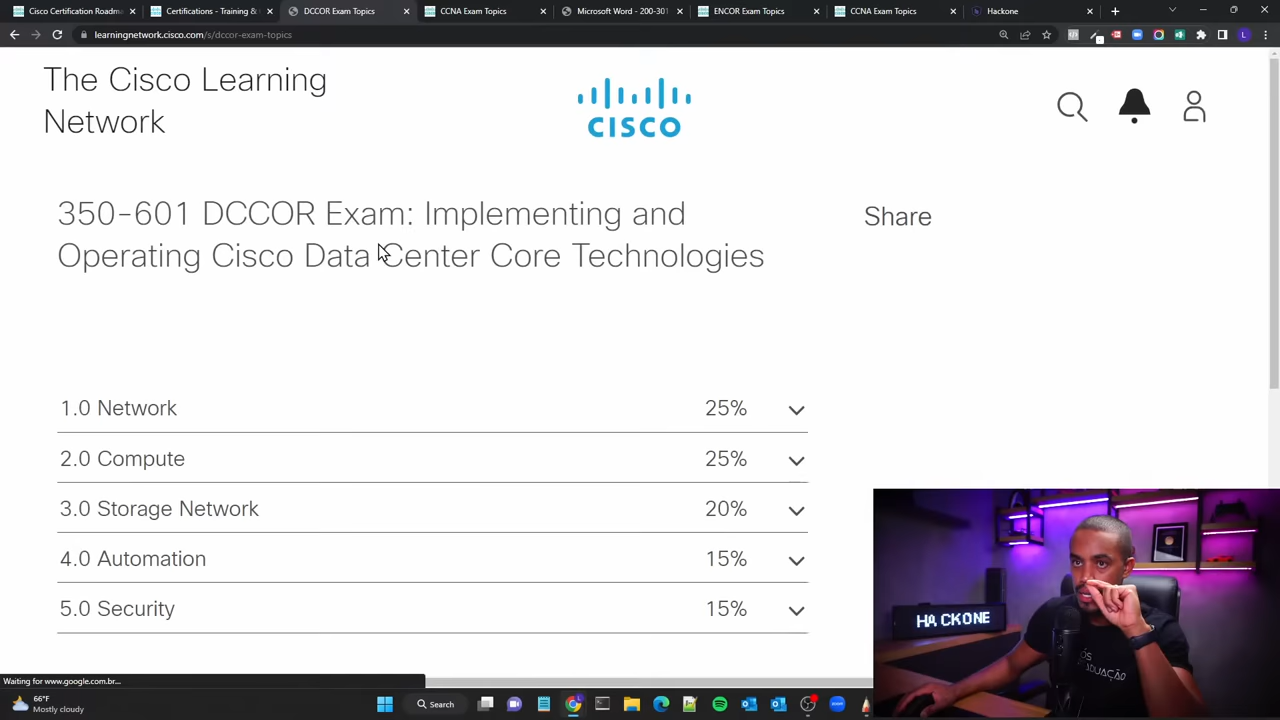 Cisco Certification Roadm
Certifications - Training &
DCCOR Exam Topics
CCNA Exam Topics
Microsoft Word - 200-301
ENCOR Exam Topics
CCNA Exam Topics
Hackone
learningnetwork.cisco.com/s/dccor-exam-topics
The Cisco Learning
Network
CISCO
350-601 DCCOR Exam: Implementing and
Operating Cisco Data Center Core Technologies
Share
1.0 Network 25%
2.0 Compute 25%
3.0 Storage Network 20%
4.0 Automation 15%
5.0 Security 15%
HACKONE
ÓS
Waiting for www.google.com.br...
66°F
Mostly cloudy
Search